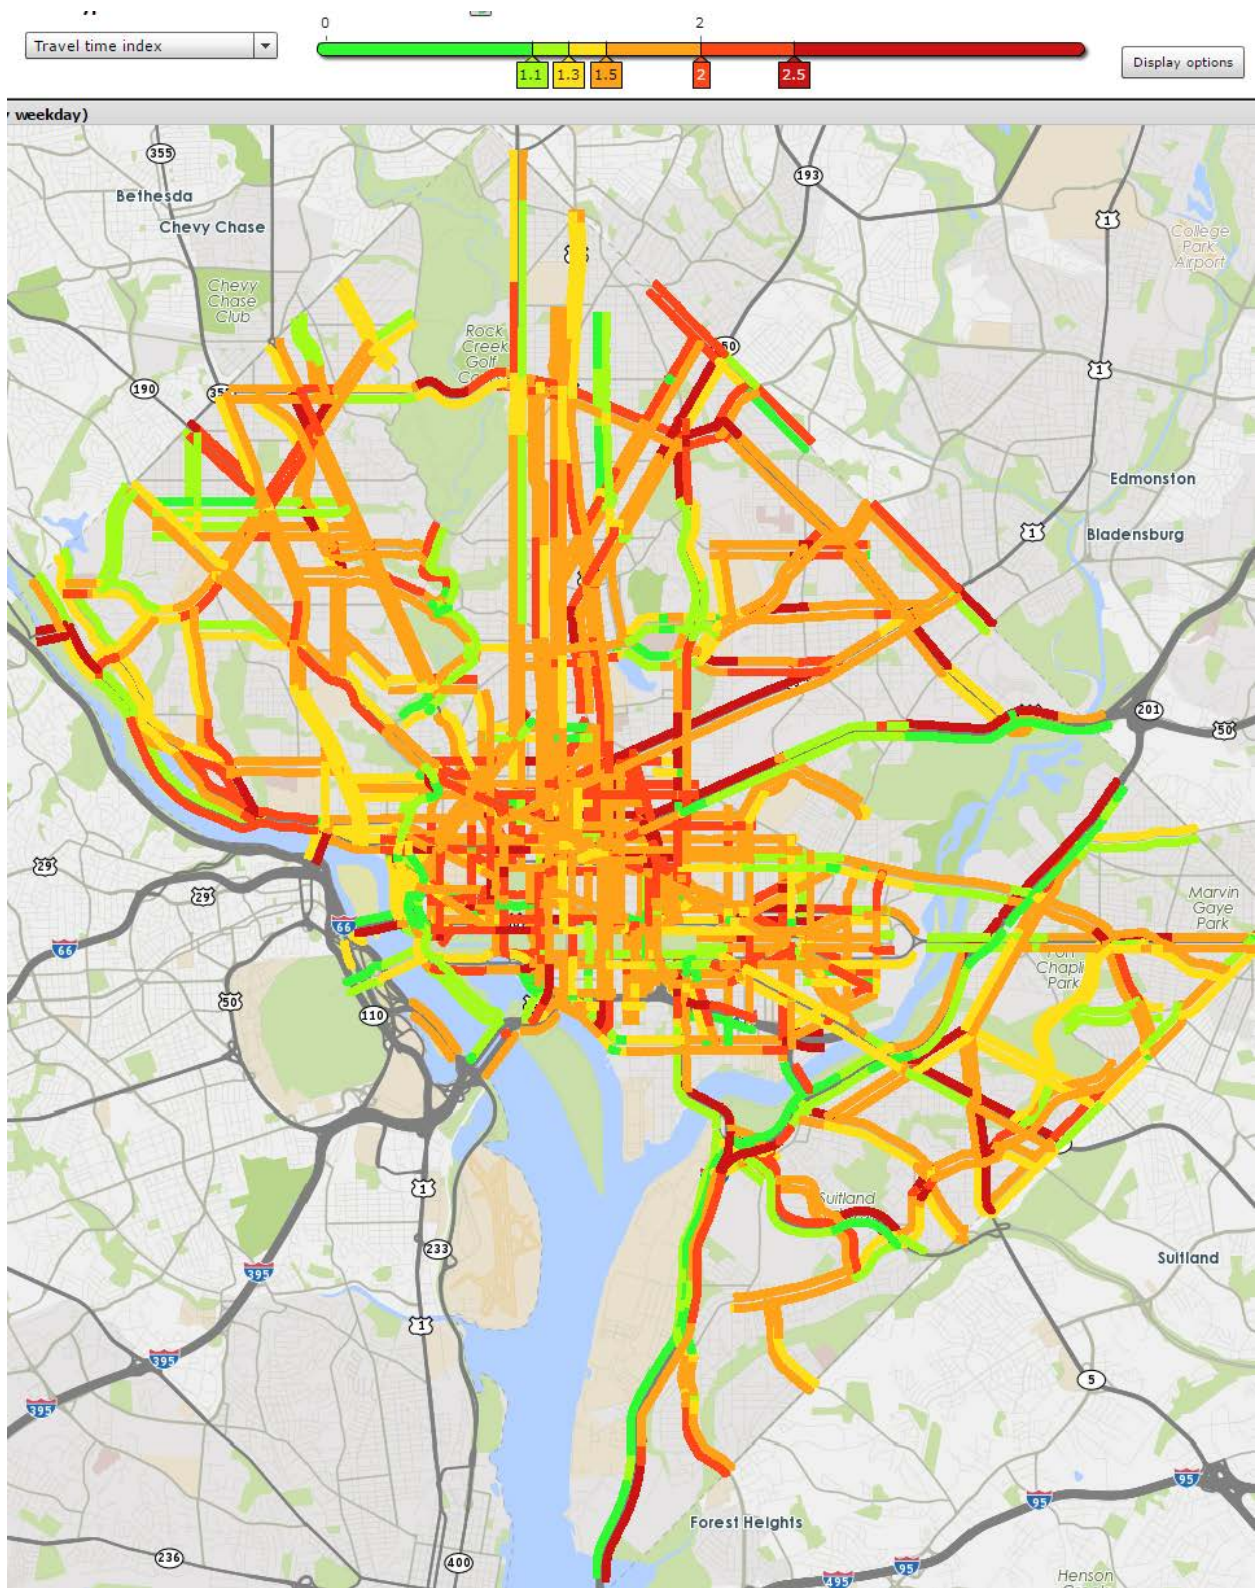 0
2
Travel time index
1.1
1.3
1.5
2
2.5
Display options
weekday)
355
193
Bethesda
Chevy Chase
1
College
Park
Airport
Chevy
Chase
Club
Rock
Creek
Golf
190
1
Edmonston
1
Bladensburg
201
50
29
29
Marvin
Gaye
Park
66
66
50
110
Park
1
Suitland
233
Suitland
395
1
395
5
395
95
95
Forest Heights
236
400
95
495
Henson